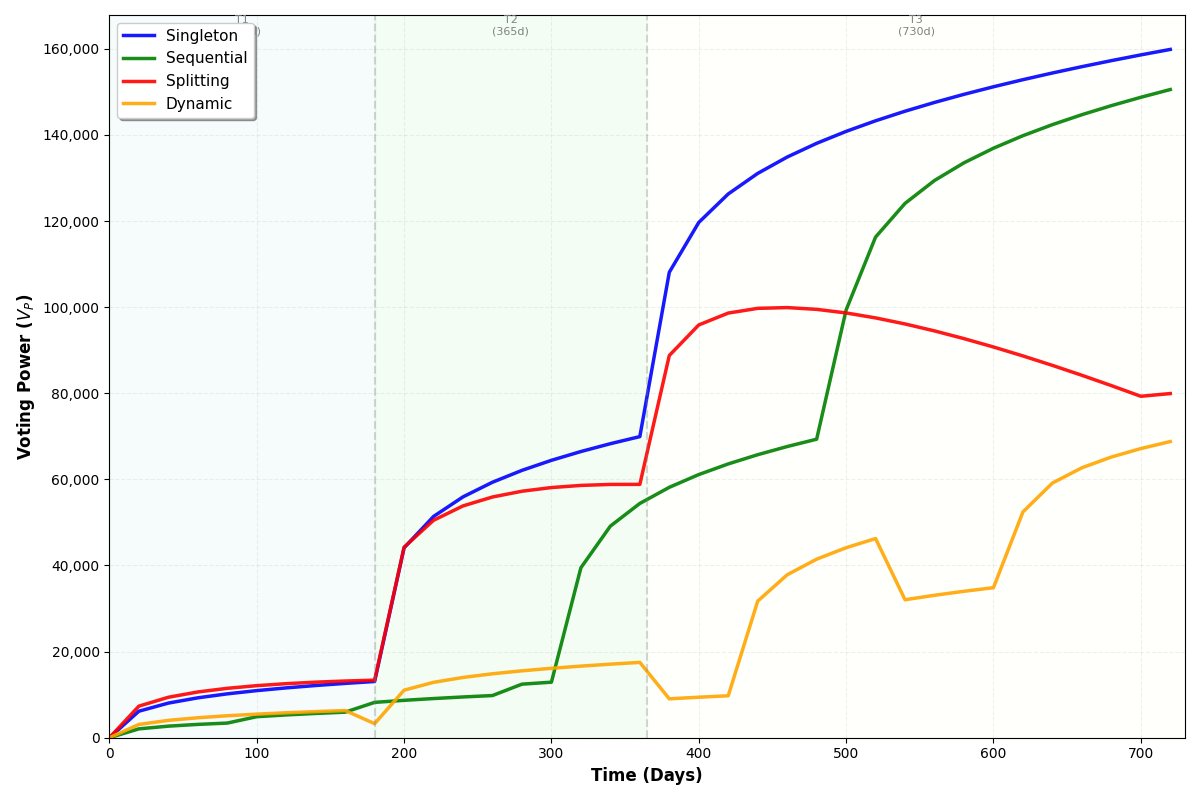 T2
(365d)
T3
(730d)
Singleton
Sequential
Splitting
Dynamic
Voting Power (V_P)
160,000
140,000
120,000
100,000
80,000
60,000
40,000
20,000
0
0 100 200 300 400 500 600 700
Time (Days)